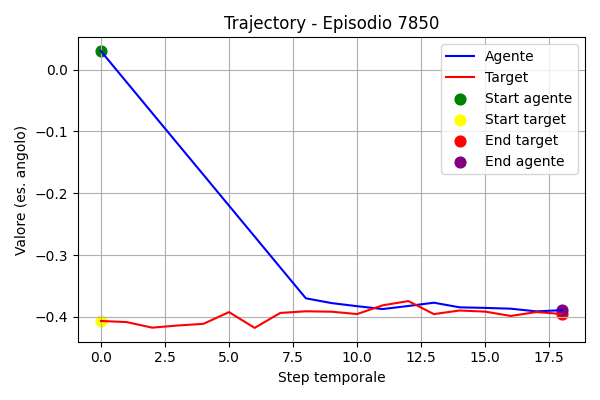 Trajectory - Episodio 7850
Agente
Target
Start agente
Start target
End target
End agente
Valore (es. angolo)
0.0
−0.1
−0.2
−0.3
−0.4
0.0 2.5 5.0 7.5 10.0 12.5 15.0 17.5
Step temporale